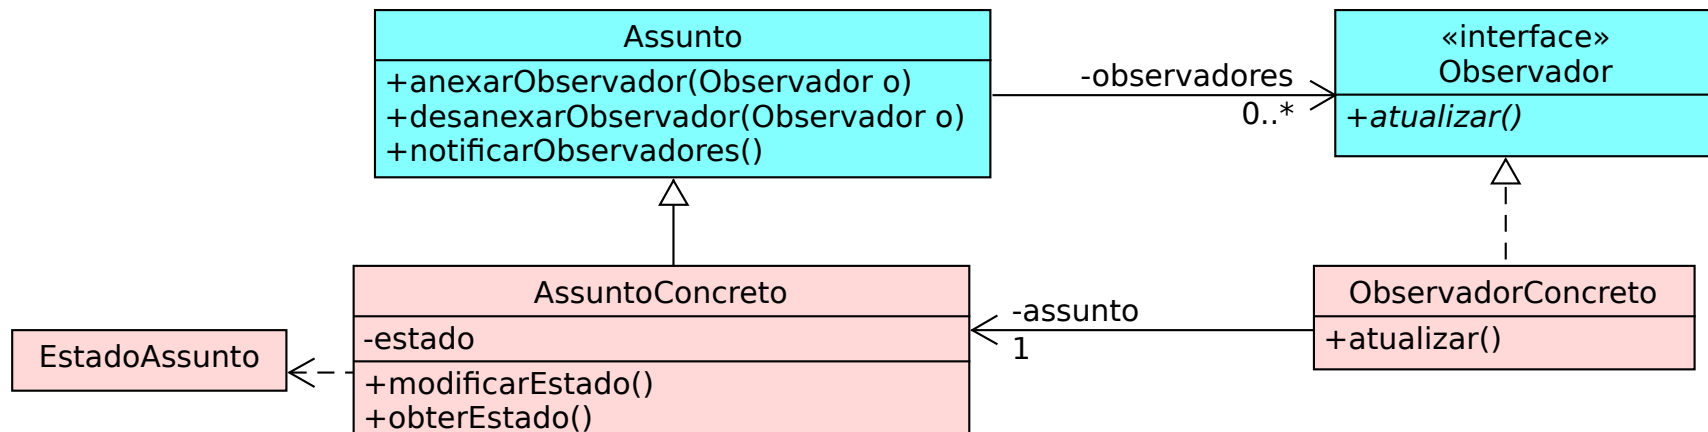 Assunto
+anexarObservador(Observador o)
+desanexarObservador(Observador o)
+notificarObservadores()
-observadores
0..*
«interface»
Observador
+atualizar()
EstadoAssunto
AssuntoConcreto
-estado
+modificarEstado()
+obterEstado()
-assunto
1
ObservadorConcreto
+atualizar()